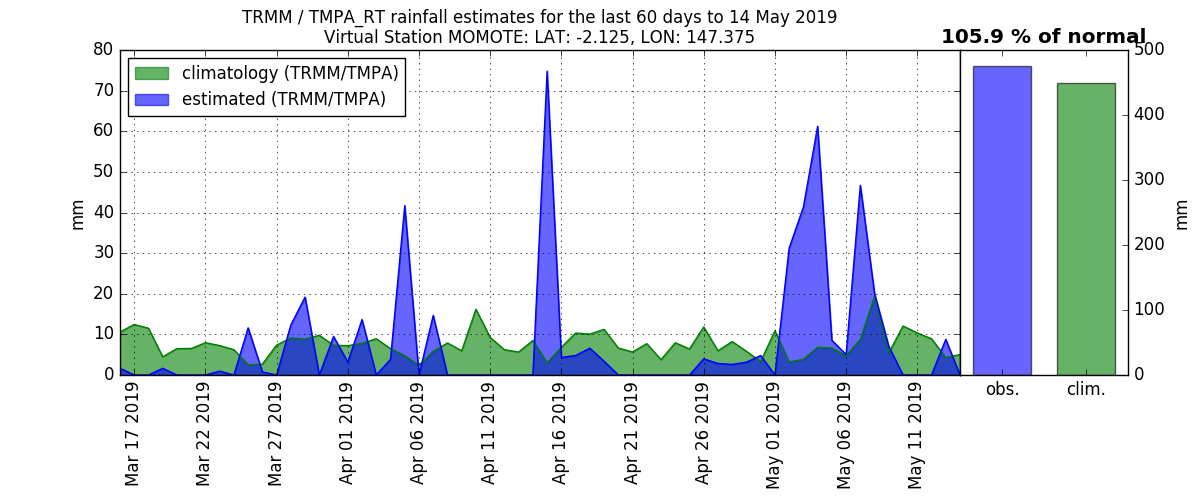 TRMM / TMPA_RT rainfall estimates for the last 60 days to 14 May 2019
Virtual Station MOMOTE: LAT: -2.125, LON: 147.375
105.9 % of normal
climatology (TRMM/TMPA)
estimated (TRMM/TMPA)
80
70
60
50
40
30
20
10
0
mm
Mar 17 2019
Mar 22 2019
Mar 27 2019
Apr 01 2019
Apr 06 2019
Apr 11 2019
Apr 16 2019
Apr 21 2019
Apr 26 2019
May 01 2019
May 06 2019
May 11 2019
obs.
clim.
500
400
300
200
100
0
mm